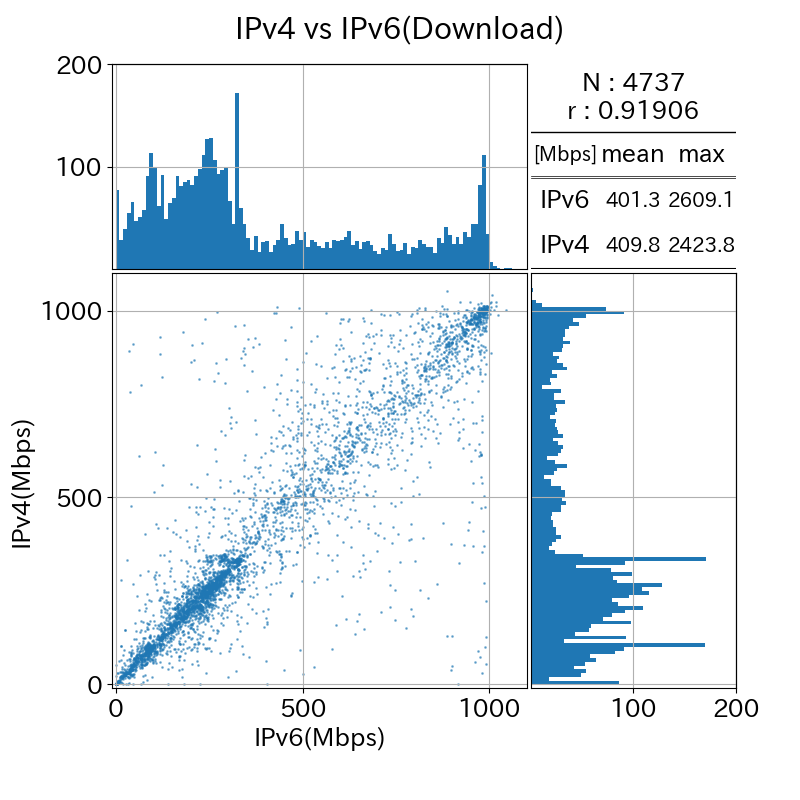 IPv4 vs IPv6(Download)
200
100
N : 4737
r : 0.91906
[Mbps] mean max
IPv6 401.3 2609.1
IPv4 409.8 2423.8
1000
500
0
IPv4(Mbps)
0 500 1000
100 200
IPv6(Mbps)